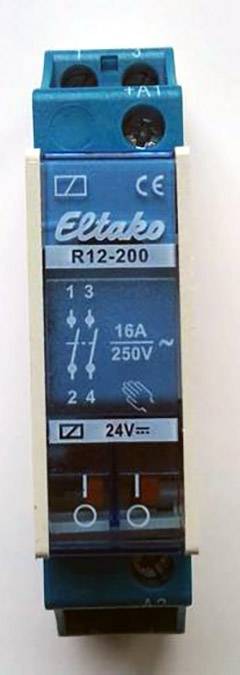 1 3
+A1
CE
Eltako
R12-200
1 3
16A
250V ~
2 4
24V⎓
I I
O O
A2